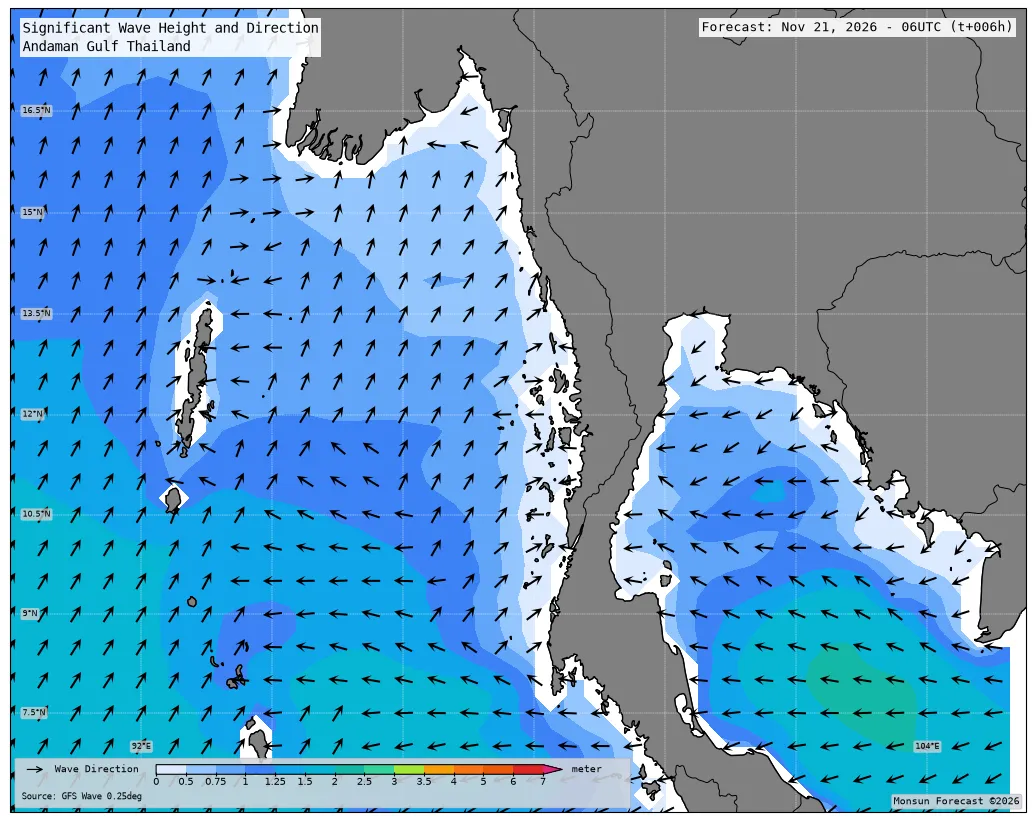 Significant Wave Height and Direction
Andaman Gulf Thailand
Forecast: Nov 21, 2026 - 06UTC (t+006h)
16.5°N
15°N
13.5°N
12°N
10.5°N
9°N
7.5°N
92°E
104°E
Wave Direction
0.5 0.75 1 1.25 1.5 2 2.5 3 3.5 4 5 6 7
meter
Source: GFS Wave 0.25deg
Monsun Forecast ©2026